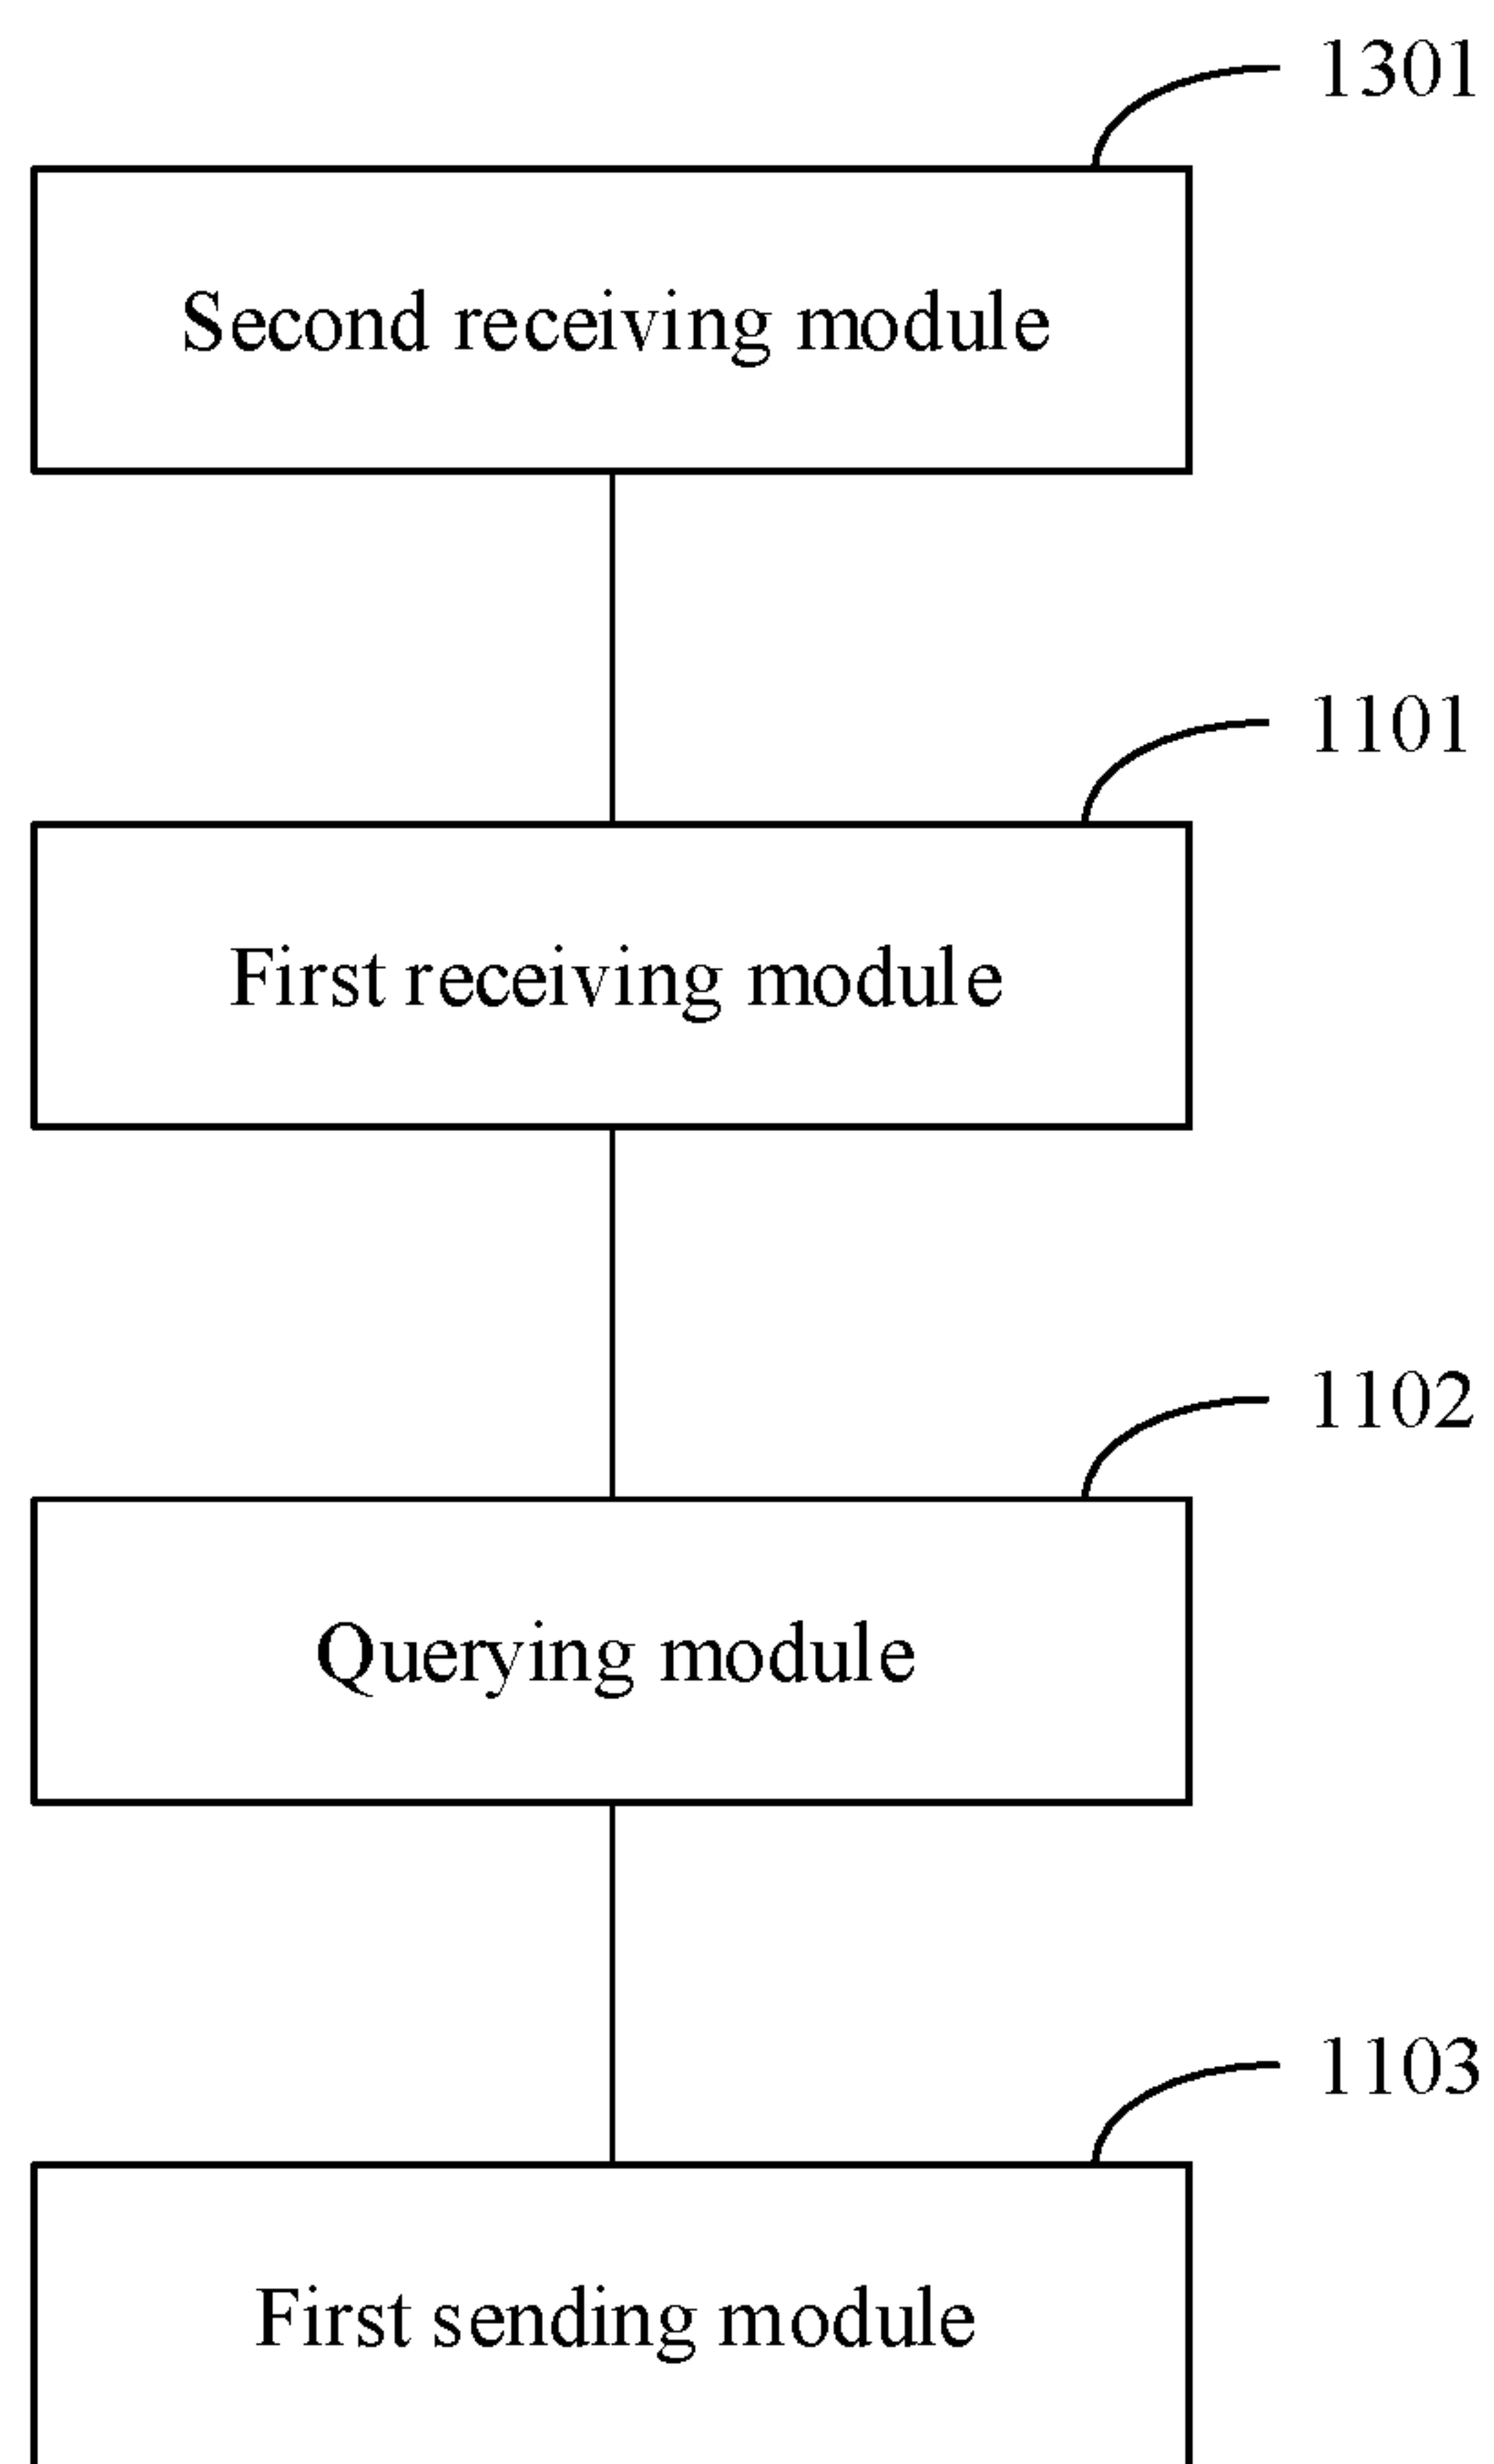 1301
Second receiving module
1101
First receiving module
1102
Querying module
1103
First sending module